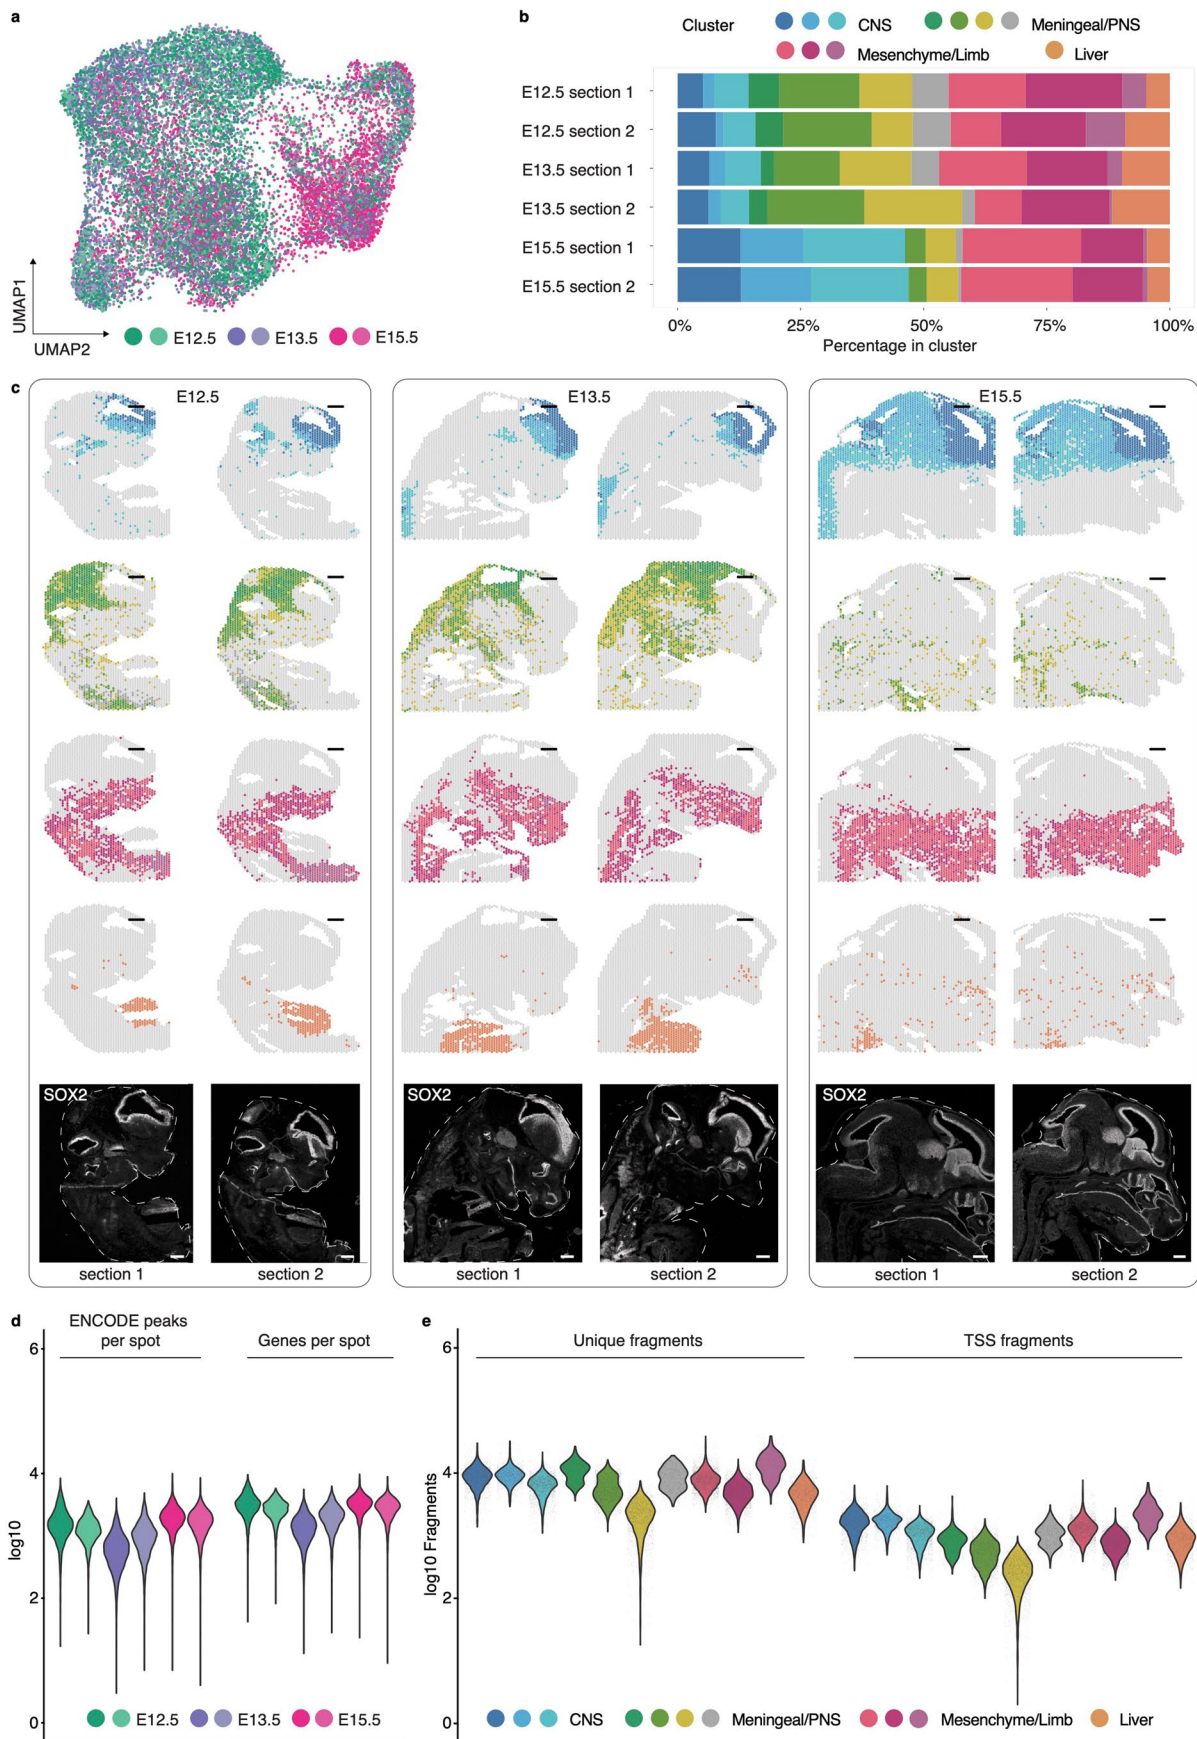 a
UMAP1
UMAP2
E12.5
E13.5
E15.5
b
Cluster
CNS
Meningeal/PNS
Mesenchyme/Limb
Liver
E12.5 section 1
E12.5 section 2
E13.5 section 1
E13.5 section 2
E15.5 section 1
E15.5 section 2
0%
25%
50%
75%
100%
Percentage in cluster
c
E12.5
E13.5
E15.5
SOX2
SOX2
SOX2
section 1
section 2
section 1
section 2
section 1
section 2
d
ENCODE peaks
per spot
Genes per spot
6
4
2
0
log10
E12.5
E13.5
E15.5
e
Unique fragments
TSS fragments
6
4
2
0
log10 Fragments
CNS
Meningeal/PNS
Mesenchyme/Limb
Liver